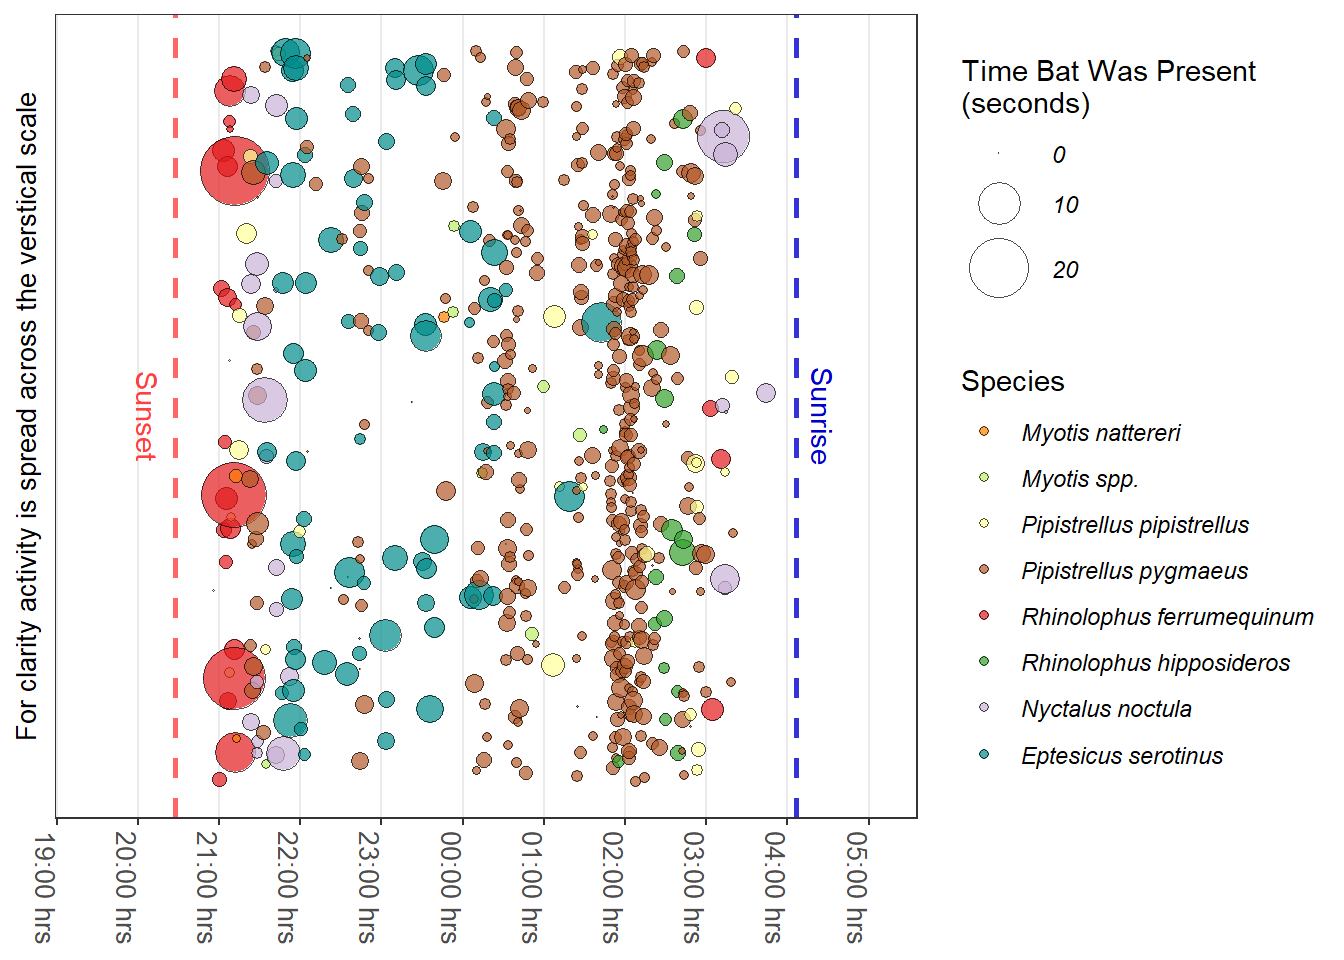 For clarity activity is spread across the verstical scale
Sunset
Sunrise
19:00 hrs
20:00 hrs
21:00 hrs
22:00 hrs
23:00 hrs
00:00 hrs
01:00 hrs
02:00 hrs
03:00 hrs
04:00 hrs
05:00 hrs
Time Bat Was Present
(seconds)
0
10
20
Species
Myotis nattereri
Myotis spp.
Pipistrellus pipistrellus
Pipistrellus pygmaeus
Rhinolophus ferrumequinum
Rhinolophus hipposideros
Nyctalus noctula
Eptesicus serotinus